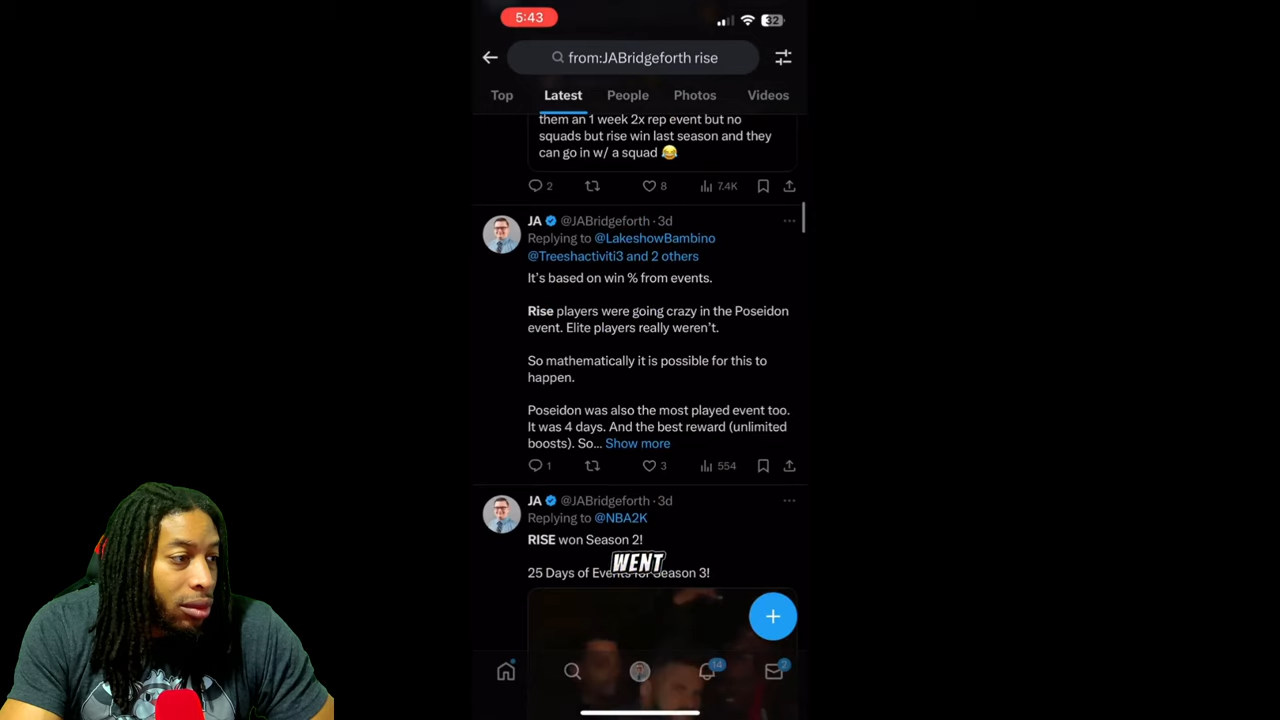 5:43
32
from:JABridgeforth rise
Top Latest People Photos Videos
them an 1 week 2x rep event but no
squads but rise win last season and they
can go in w/ a squad 😂
2 8 7.4K
JA @JABridgeforth · 3d
Replying to @LakeshowBambino
@Treeshactiviti3 and 2 others
It's based on win % from events.
Rise players were going crazy in the Poseidon
event. Elite players really weren't.
So mathematically it is possible for this to
happen.
Poseidon was also the most played event too.
It was 4 days. And the best reward (unlimited
boosts). So... Show more
1 3 554
JA @JABridgeforth · 3d
Replying to @NBA2K
RISE won Season 2!
WENT
25 Days of Events for Season 3!
14 2